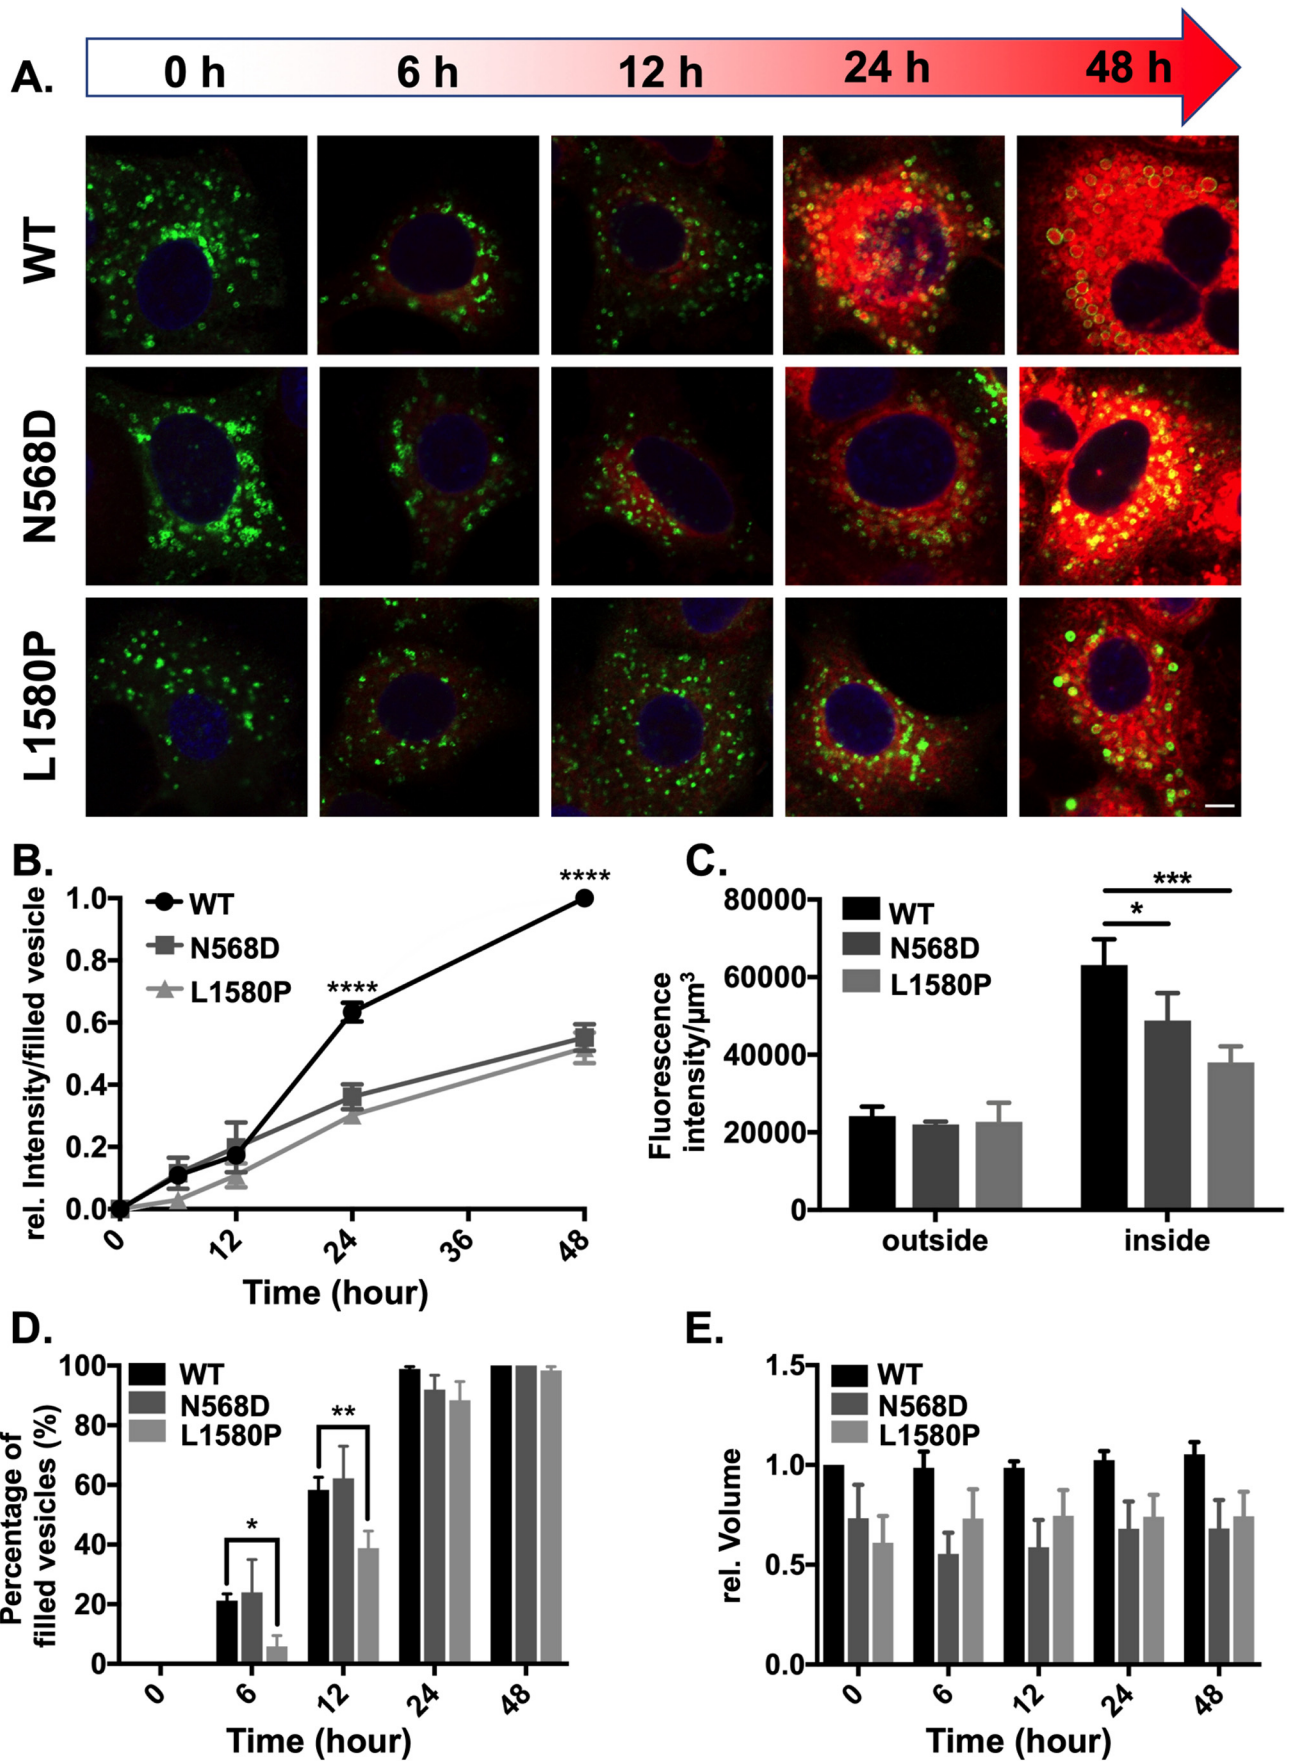 A.
0 h 6 h 12 h 24 h 48 h
WT
N568D
L1580P
B.
rel. Intensity/filled vesicle
1.0
0.8
0.6
0.4
0.2
0.0
WT
N568D
L1580P
****
****
0 12 24 36 48
Time (hour)
C.
Fluorescence
intensity/µm³
80000
60000
40000
20000
0
WT
N568D
L1580P
***
*
outside inside
D.
Percentage of
filled vesicles (%)
100
80
60
40
20
0
WT
N568D
L1580P
*
**
0 6 12 24 48
Time (hour)
E.
rel. Volume
1.5
1.0
0.5
0.0
WT
N568D
L1580P
0 6 12 24 48
Time (hour)